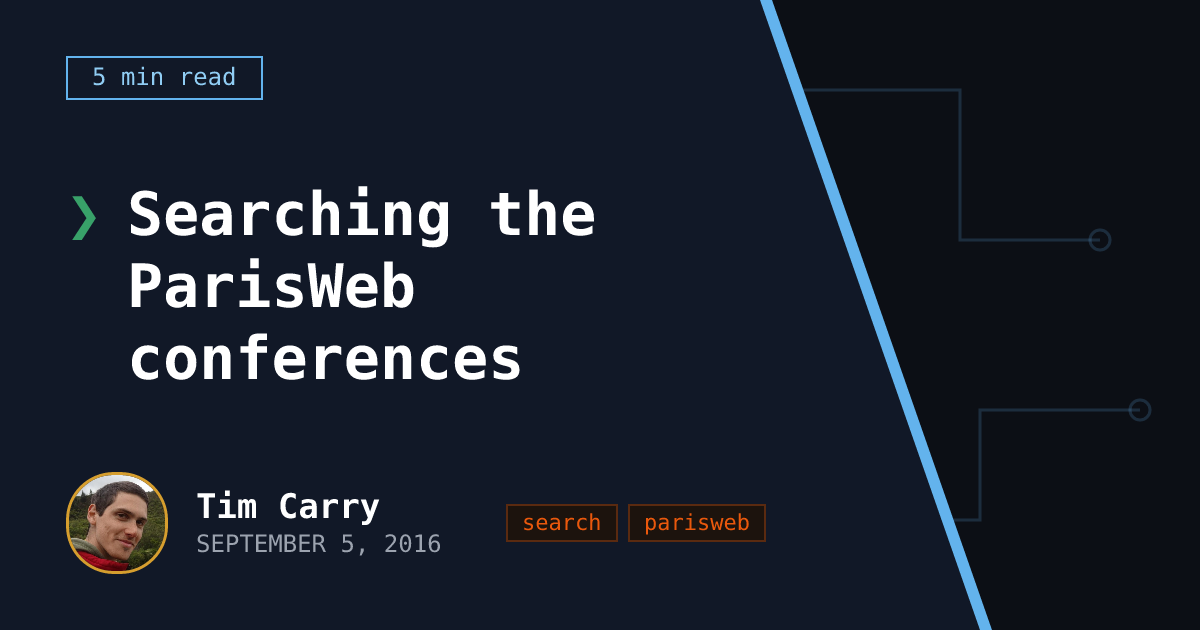 5 min read
❯ Searching the
ParisWeb
conferences
Tim Carry
SEPTEMBER 5, 2016
search parisweb